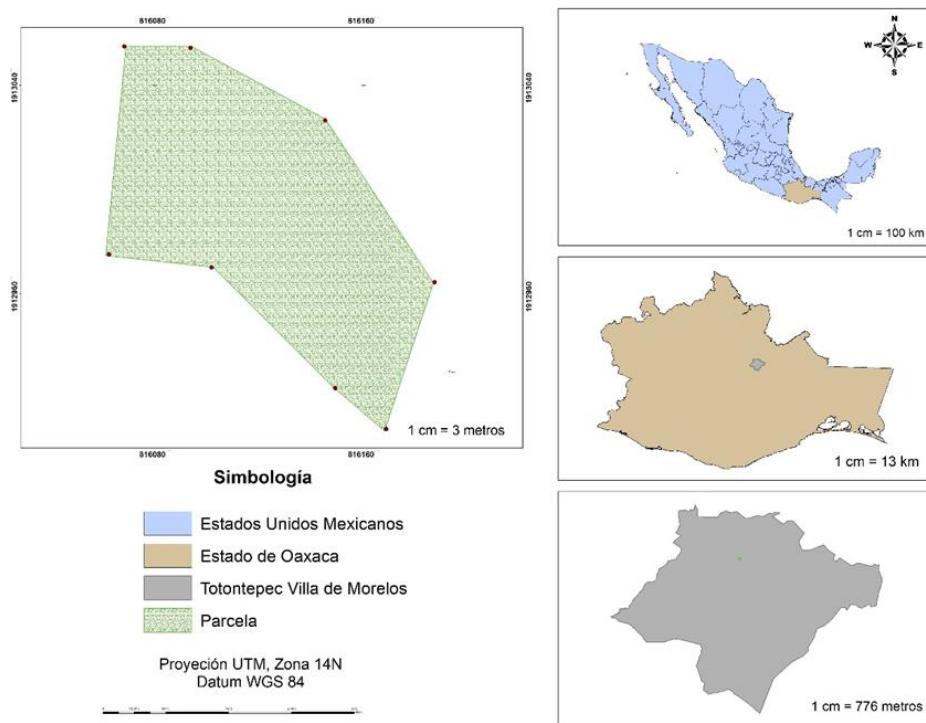 816080
816160
1913040
1913040
1912960
1912960
1 cm = 3 metros
816080
816160
N
W
E
S
1 cm = 100 km
1 cm = 13 km
1 cm = 776 metros
Simbología
Estados Unidos Mexicanos
Estado de Oaxaca
Totontepec Villa de Morelos
Parcela
Proyeción UTM, Zona 14N
Datum WGS 84